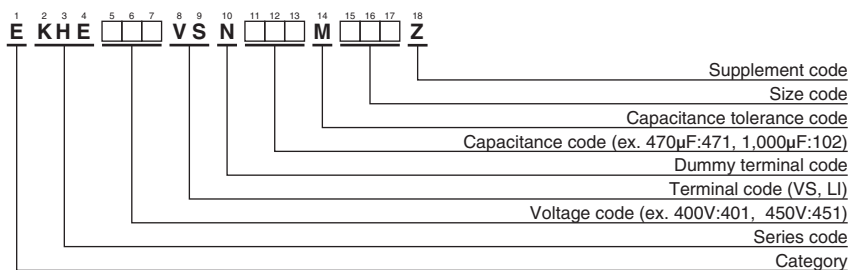 1 2 3 4 5 6 7 8 9 10 11 12 13 14 15 16 17 18
E KHE □□□ VS N □□□ M □□□ Z
Supplement code
Size code
Capacitance tolerance code
Capacitance code (ex. 470µF:471, 1,000µF:102)
Dummy terminal code
Terminal code (VS, LI)
Voltage code (ex. 400V:401, 450V:451)
Series code
Category